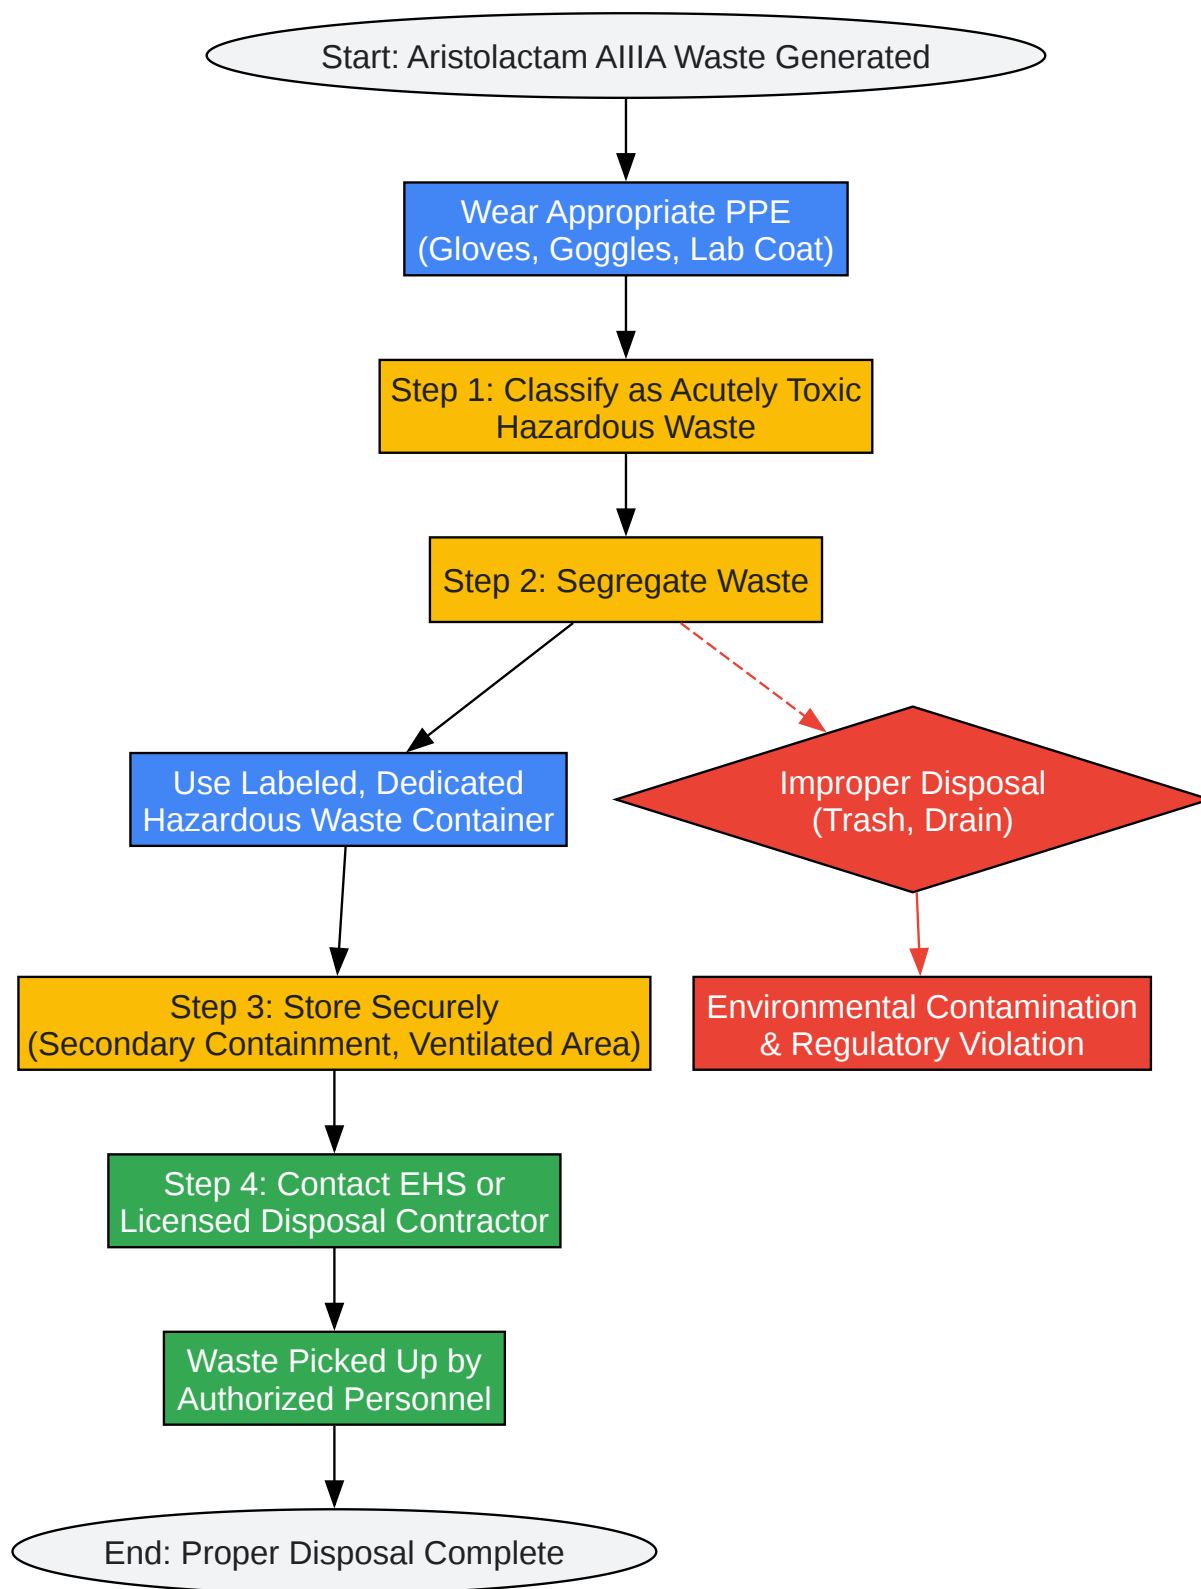 Start: Aristolactam AIIIA Waste Generated
Wear Appropriate PPE
(Gloves, Goggles, Lab Coat)
Step 1: Classify as Acutely Toxic
Hazardous Waste
Step 2: Segregate Waste
Use Labeled, Dedicated
Hazardous Waste Container
Improper Disposal
(Trash, Drain)
Step 3: Store Securely
(Secondary Containment, Ventilated Area)
Environmental Contamination
& Regulatory Violation
Step 4: Contact EHS or
Licensed Disposal Contractor
Waste Picked Up by
Authorized Personnel
End: Proper Disposal Complete